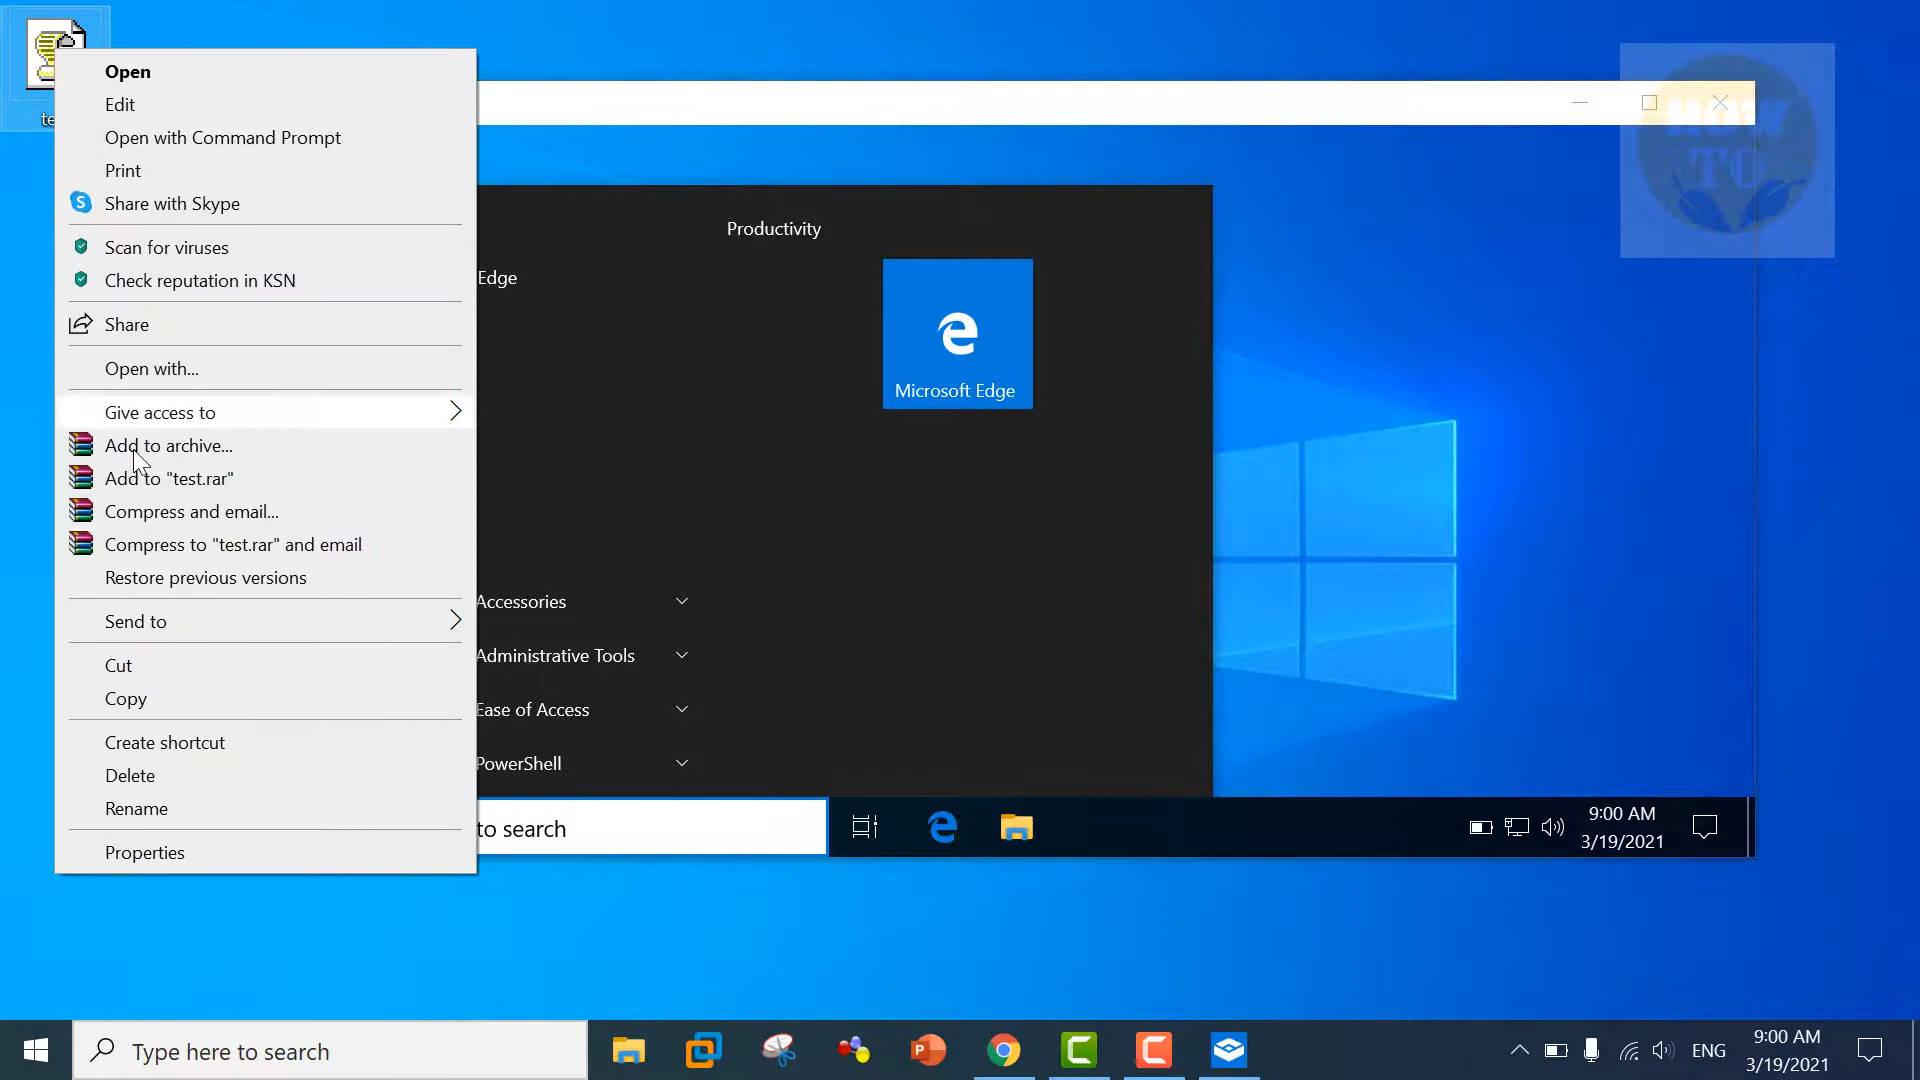 te
Open
Edit
Open with Command Prompt
Print
Share with Skype
Scan for viruses
Check reputation in KSN
Share
Open with...
Give access to
Add to archive...
Add to "test.rar"
Compress and email...
Compress to "test.rar" and email
Restore previous versions
Send to
Cut
Copy
Create shortcut
Delete
Rename
Properties
HOW
TO
Productivity
Edge
Microsoft Edge
Accessories
Administrative Tools
Ease of Access
PowerShell
to search
9:00 AM
3/19/2021
Type here to search
ENG
9:00 AM
3/19/2021